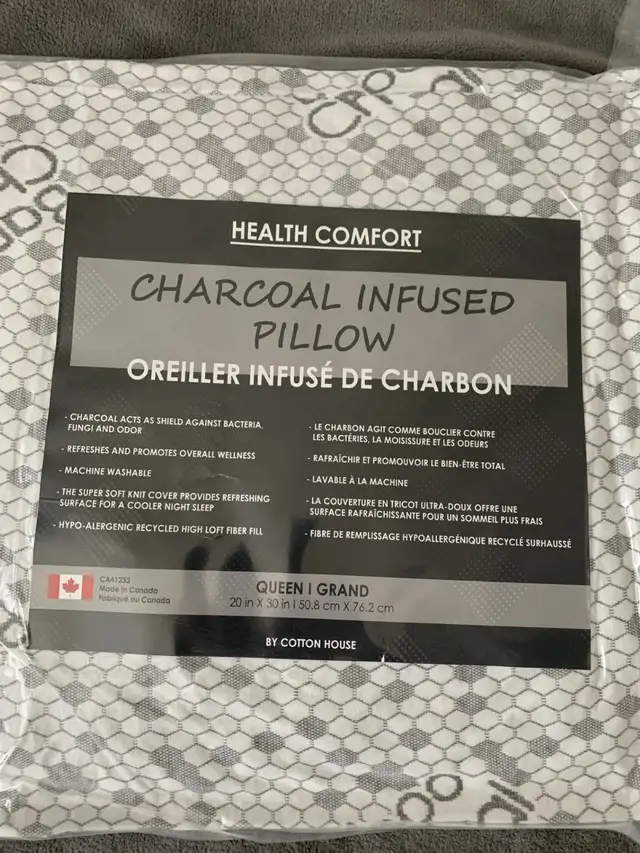 HEALTH COMFORT
CHARCOAL INFUSED
PILLOW
OREILLER INFUSÉ DE CHARBON
- CHARCOAL ACTS AS SHIELD AGAINST BACTERIA,
FUNGI AND ODOR
- REFRESHES AND PROMOTES OVERALL WELLNESS
- MACHINE WASHABLE
- THE SUPER SOFT KNIT COVER PROVIDES REFRESHING
SURFACE FOR A COOLER NIGHT SLEEP
- HYPO-ALERGENIC RECYCLED HIGH LOFT FIBER FILL
- LE CHARBON AGIT COMME BOUCLIER CONTRE
LES BACTÉRIES, LA MOISISSURE ET LES ODEURS
- RAFRAÎCHIR ET PROMOUVOIR LE BIEN-ÊTRE TOTAL
- LAVABLE À LA MACHINE
- LA COUVERTURE EN TRICOT ULTRA-DOUX OFFRE UNE
SURFACE RAFRAÎCHISSANTE POUR UN SOMMEIL PLUS FRAIS
- FIBRE DE REMPLISSAGE HYPOALLERGÉNIQUE RECYCLÉ SURHAUSSÉ
CA41233
Made in Canada
Fabriqué au Canada
QUEEN | GRAND
20 in X 30 in | 50.8 cm X 76.2 cm
BY COTTON HOUSE